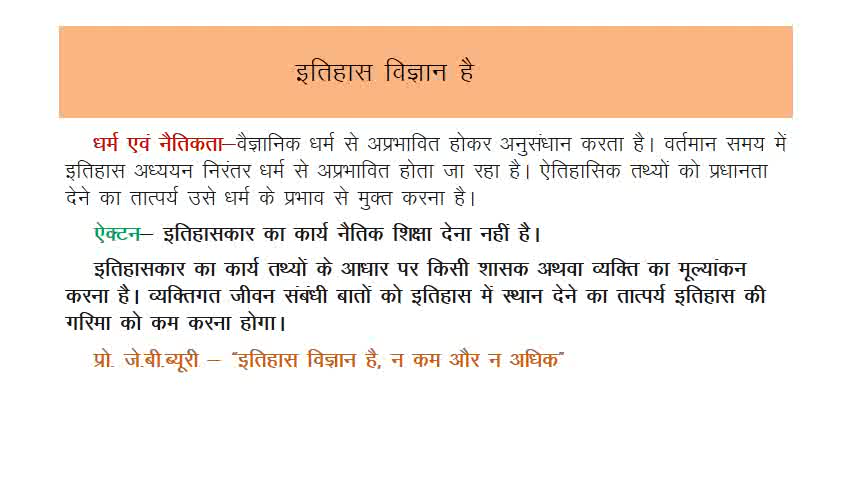 इतिहास विज्ञान है
धर्म एवं नैतिकता–वैज्ञानिक धर्म से अप्रभावित होकर अनुसंधान करता है। वर्तमान समय में
इतिहास अध्ययन निरंतर धर्म से अप्रभावित होता जा रहा है। ऐतिहासिक तथ्यों को प्रधानता
देने का तात्पर्य उसे धर्म के प्रभाव से मुक्त करना है।
ऐक्टन– इतिहासकार का कार्य नैतिक शिक्षा देना नहीं है।
इतिहासकार का कार्य तथ्यों के आधार पर किसी शासक अथवा व्यक्ति का मूल्यांकन
करना है। व्यक्तिगत जीवन संबंधी बातों को इतिहास में स्थान देने का तात्पर्य इतिहास की
गरिमा को कम करना होगा।
प्रो. जे.बी.ब्यूरी – “इतिहास विज्ञान है, न कम और न अधिक”